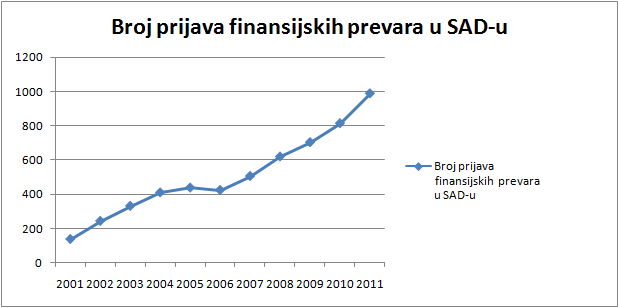 Broj prijava finansijskih prevara u SAD-u
1200
1000
800
600
400
200
0
2001 2002 2003 2004 2005 2006 2007 2008 2009 2010 2011
Broj prijava
finansijskih prevara
u SAD-u